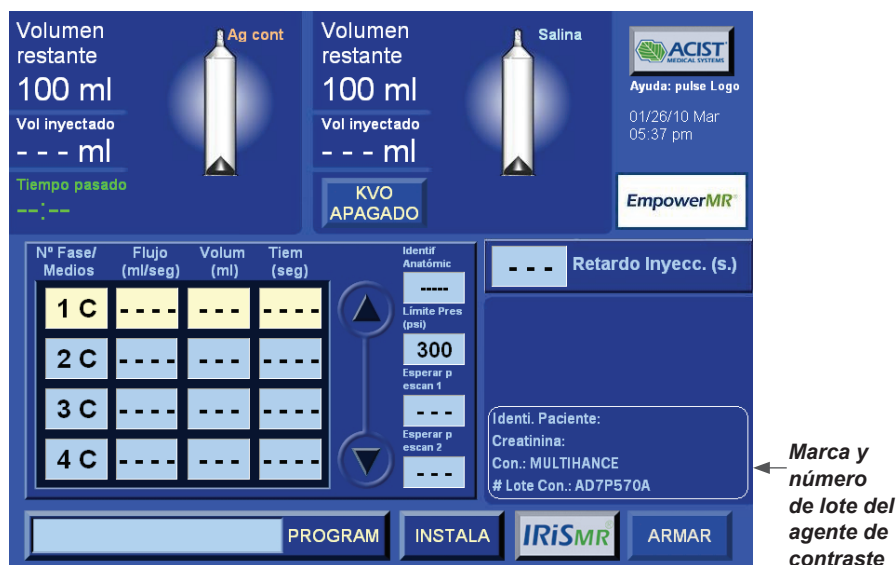 Volumen
restante
100 ml
Vol inyectado
- - - ml
Tiempo pasado
--:--
Ag cont
Volumen
restante
100 ml
Vol inyectado
- - - ml
KVO
APAGADO
Salina
ACIST
MEDICAL SYSTEMS
Ayuda: pulse Logo
01/26/10 Mar
05:37 pm
EmpowerMR
Nº Fase/ Flujo Volum Tiem
Medios (ml/seg) (ml) (seg)
1 C - - - - - - - - - - -
2 C - - - - - - - - - - -
3 C - - - - - - - - - - -
4 C - - - - - - - - - - -
Identif
Anatómic
-----
Límite Pres
(psi)
300
Esperar p
escan 1
- - -
Esperar p
escan 2
- - -
- - - Retardo Inyecc. (s.)
Identi. Paciente:
Creatinina:
Con.: MULTIHANCE
# Lote Con.: AD7P570A
PROGRAM INSTALA IRiSMR ARMAR
Marca y
número
de lote del
agente de
contraste